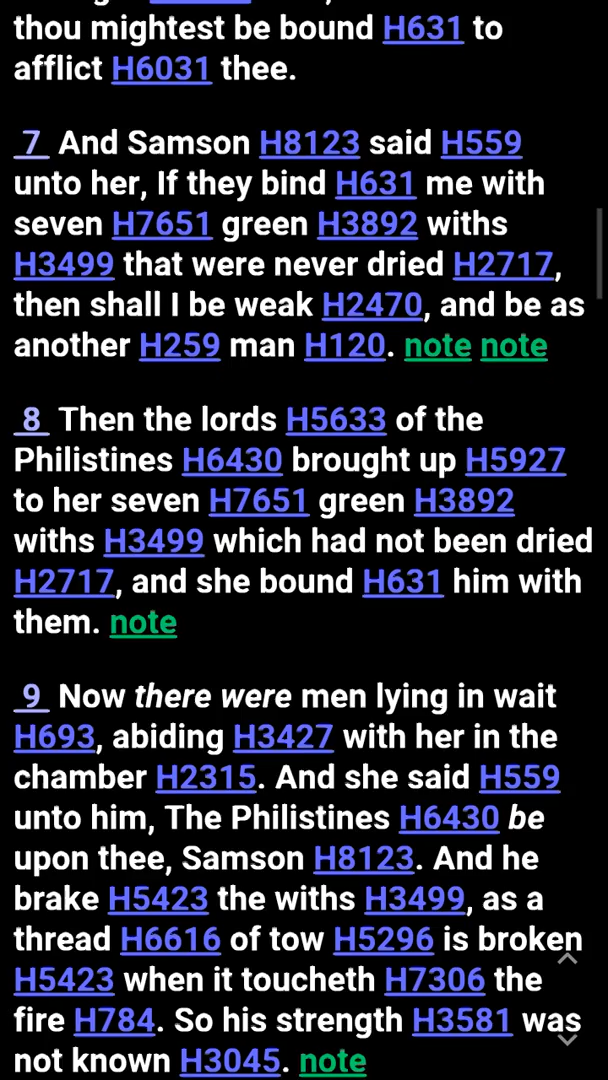 thou mightest be bound H631 to
afflict H6031 thee.
7 And Samson H8123 said H559
unto her, If they bind H631 me with
seven H7651 green H3892 withs
H3499 that were never dried H2717,
then shall I be weak H2470, and be as
another H259 man H120. note note
8 Then the lords H5633 of the
Philistines H6430 brought up H5927
to her seven H7651 green H3892
withs H3499 which had not been dried
H2717, and she bound H631 him with
them. note
9 Now there were men lying in wait
H693, abiding H3427 with her in the
chamber H2315. And she said H559
unto him, The Philistines H6430 be
upon thee, Samson H8123. And he
brake H5423 the withs H3499, as a
thread H6616 of tow H5296 is broken
H5423 when it toucheth H7306 the
fire H784. So his strength H3581 was
not known H3045. note